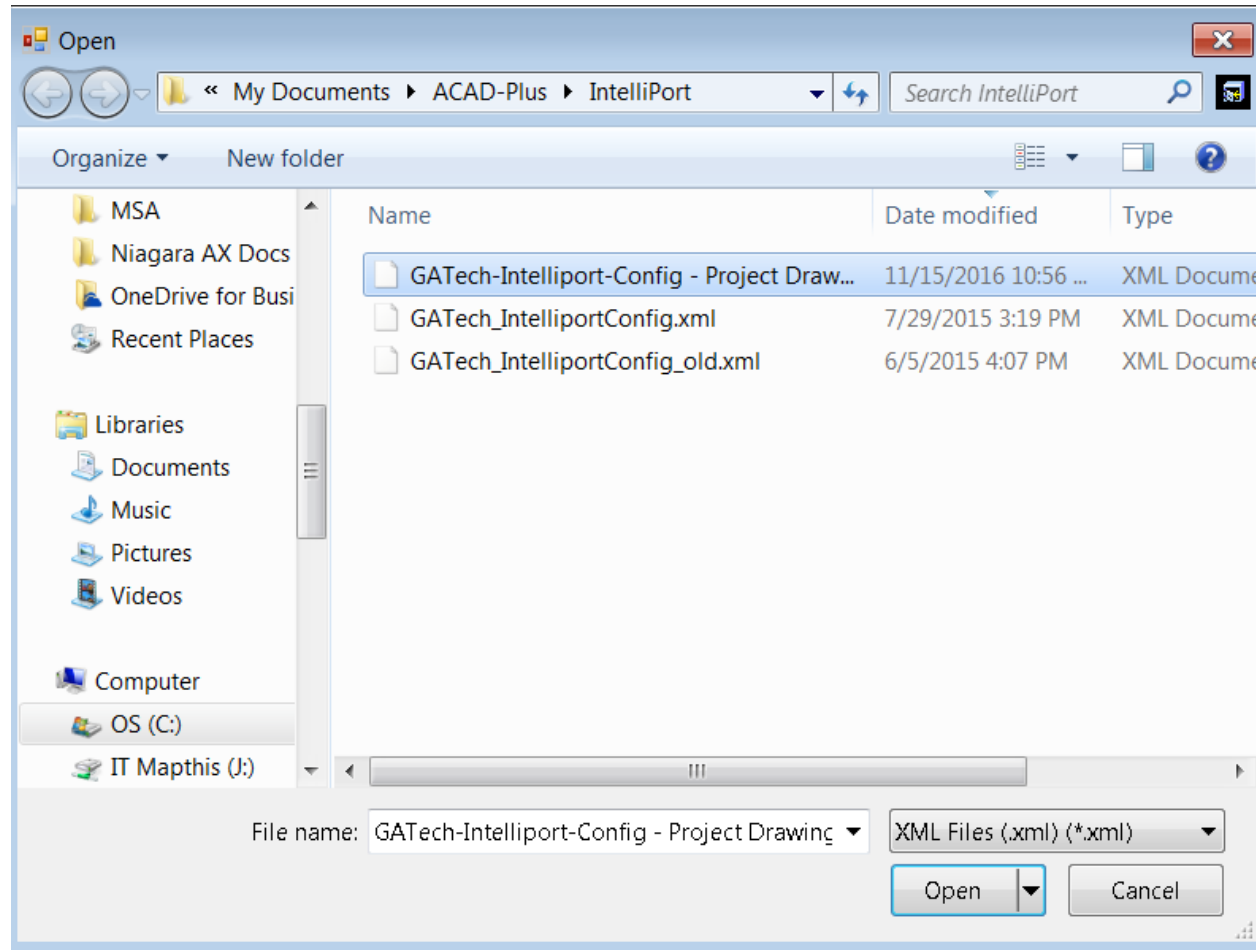 Open
« My Documents ACAD-Plus IntelliPort Search IntelliPort
Organize New folder
MSA
Niagara AX Docs
OneDrive for Busi
Recent Places
Libraries
Documents
Music
Pictures
Videos
Computer
OS (C:)
IT Mapthis (J:)
Name Date modified Type
GATech-Intelliport-Config - Project Draw... 11/15/2016 10:56 ... XML Docume
GATech_IntelliportConfig.xml 7/29/2015 3:19 PM XML Docume
GATech_IntelliportConfig_old.xml 6/5/2015 4:07 PM XML Docume
File name: GATech-Intelliport-Config - Project Drawing XML Files (.xml) (*.xml)
Open Cancel